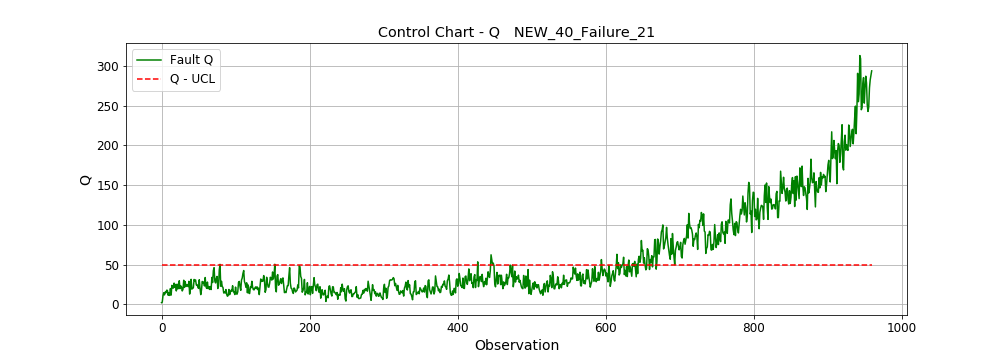 Control Chart - Q   NEW_40_Failure_21
Fault Q
Q - UCL
300
250
200
150
100
50
0
Q
0 200 400 600 800 1000
Observation